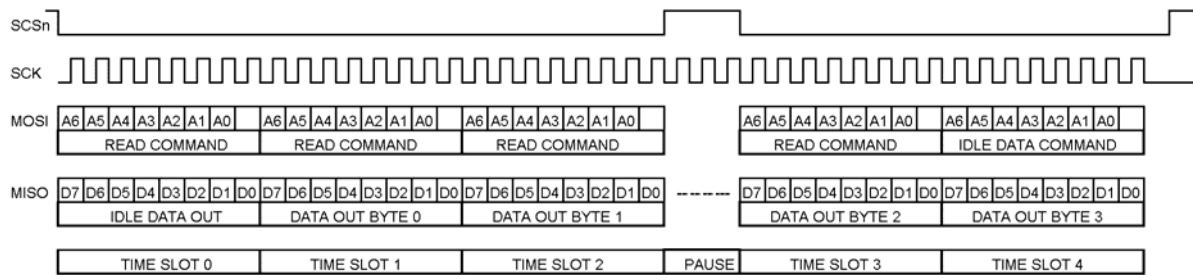 SCSn
SCK
MOSI A6 A5 A4 A3 A2 A1 A0 A6 A5 A4 A3 A2 A1 A0 A6 A5 A4 A3 A2 A1 A0 A6 A5 A4 A3 A2 A1 A0 A6 A5 A4 A3 A2 A1 A0
READ COMMAND READ COMMAND READ COMMAND READ COMMAND IDLE DATA COMMAND
MISO D7 D6 D5 D4 D3 D2 D1 D0 D7 D6 D5 D4 D3 D2 D1 D0 D7 D6 D5 D4 D3 D2 D1 D0 ------- D7 D6 D5 D4 D3 D2 D1 D0 D7 D6 D5 D4 D3 D2 D1 D0
IDLE DATA OUT DATA OUT BYTE 0 DATA OUT BYTE 1 DATA OUT BYTE 2 DATA OUT BYTE 3
TIME SLOT 0 TIME SLOT 1 TIME SLOT 2 PAUSE TIME SLOT 3 TIME SLOT 4